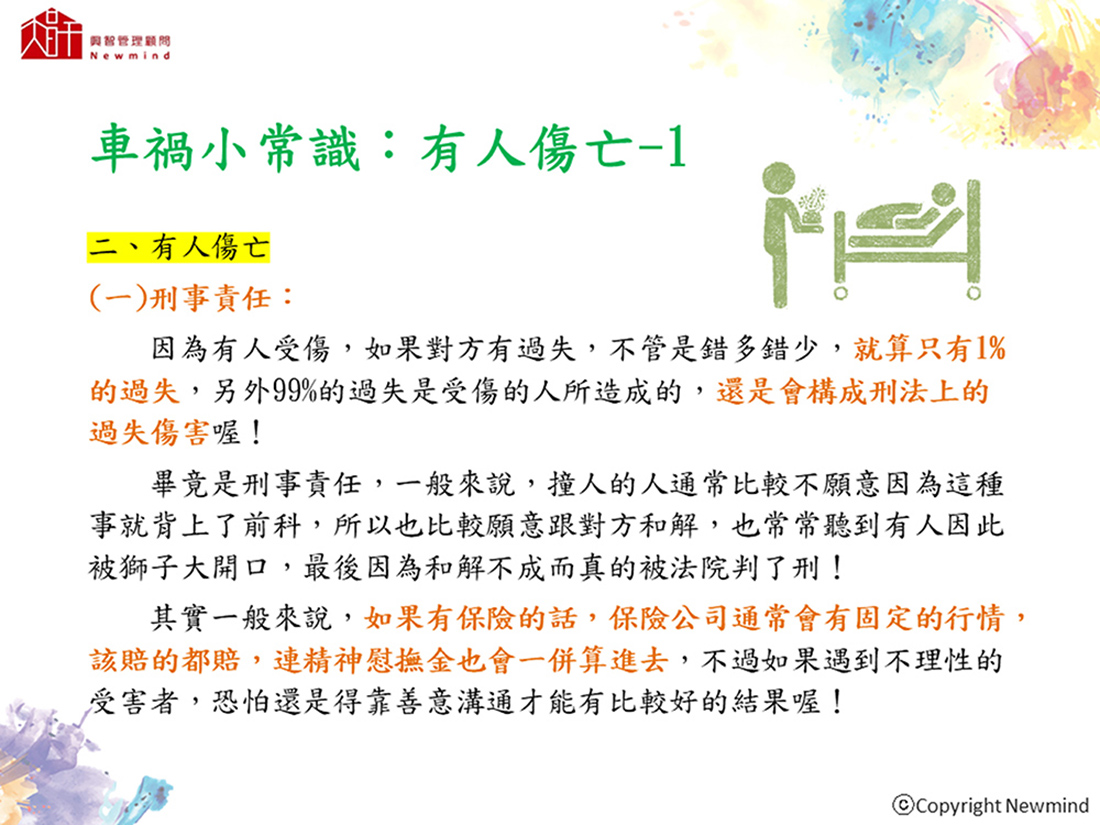 興智管理顧問
Newmind
車禍小常識：有人傷亡-1
二、有人傷亡
(一)刑事責任：
因為有人受傷，如果對方有過失，不管是錯多錯少，就算只有1%
的過失，另外99%的過失是受傷的人所造成的，還是會構成刑法上的
過失傷害喔！
畢竟是刑事責任，一般來說，撞人的人通常比較不願意因為這種
事就背上了前科，所以也比較願意跟對方和解，也常常聽到有人因此
被獅子大開口，最後因為和解不成而真的被法院判了刑！
其實一般來說，如果有保險的話，保險公司通常會有固定的行情，
該賠的都賠，連精神慰撫金也會一併算進去，不過如果遇到不理性的
受害者，恐怕還是得靠善意溝通才能有比較好的結果喔！
ⓒCopyright Newmind